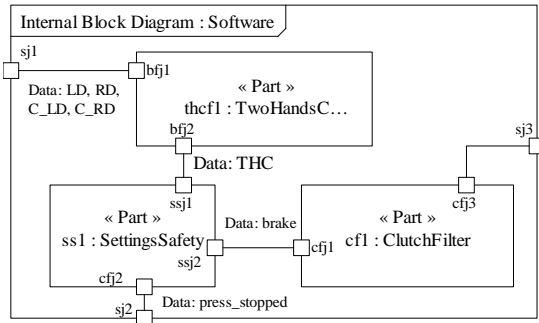 Internal Block Diagram : Software
sj1
bfj1
Data: LD, RD,
C_LD, C_RD
« Part »
thcf1 : TwoHandsC…
bfj2
sj3
Data: THC
ssj1
cfj3
« Part »
ss1 : SettingsSafety
Data: brake
« Part »
cf1 : ClutchFilter
ssj2
cfj1
cfj2
Data: press_stopped
sj2